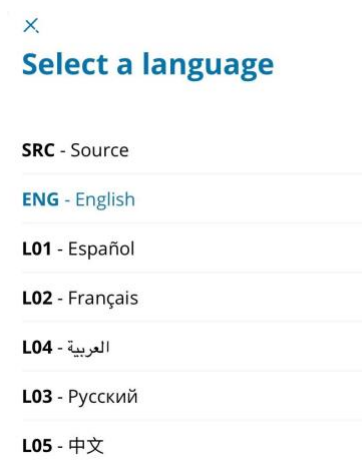 Select a language
SRC - Source
ENG - English
L01 - Español
L02 - Français
L04 - العربية
L03 - Русский
L05 - 中文